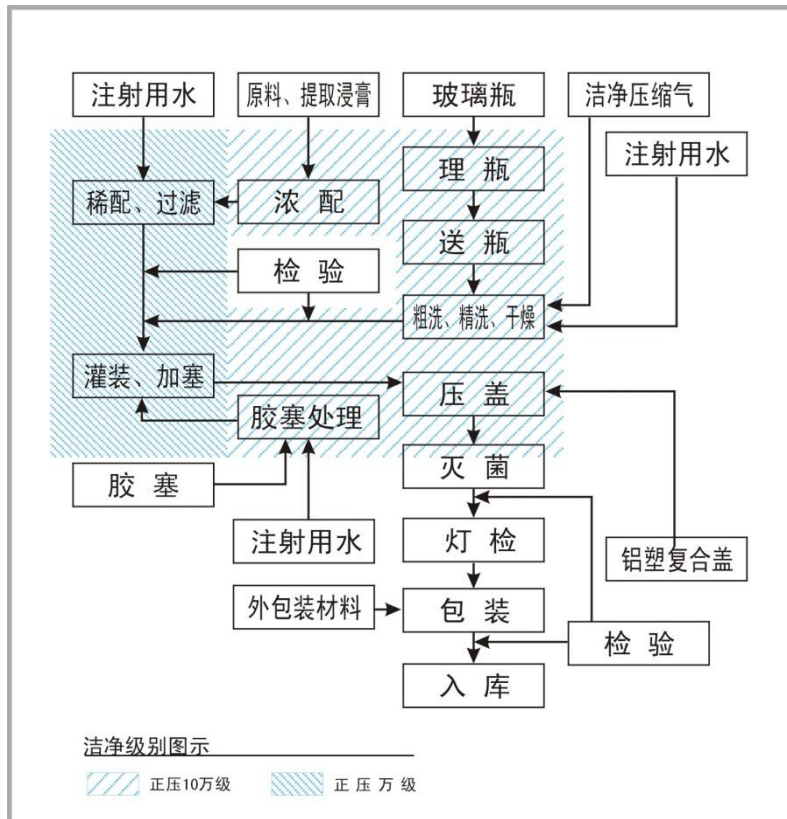 注射用水
原料、提取浸膏
玻璃瓶
洁净压缩气
注射用水
理瓶
稀配、过滤
浓配
送瓶
检验
粗洗、精洗、干燥
灌装、加塞
压盖
胶塞处理
灭菌
胶塞
注射用水
灯检
铝塑复合盖
外包装材料
包装
检验
入库
洁净级别图示
正压10万级
正压万级